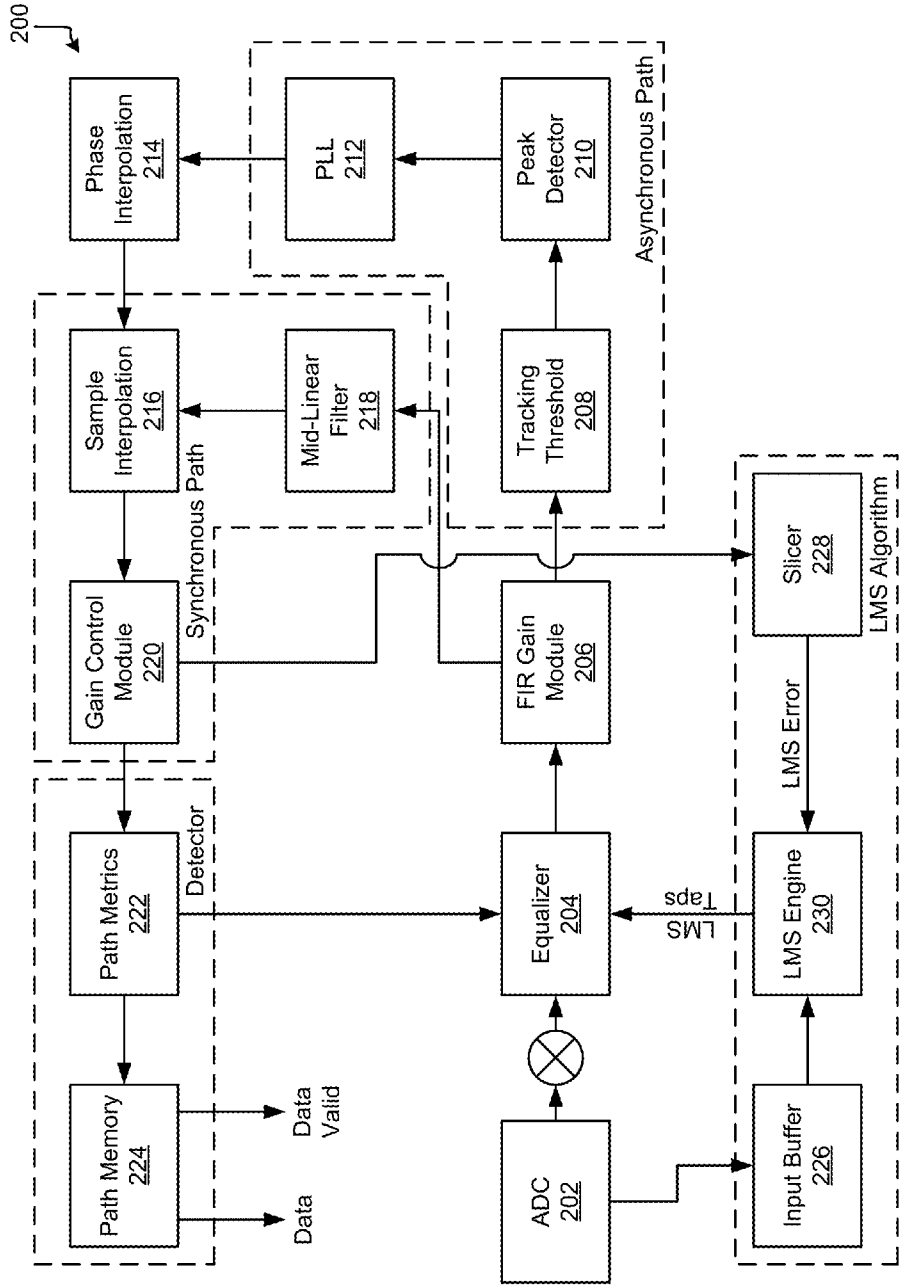 200
Path Memory
224
Path Metrics
222
Gain Control
Module
220
Sample
Interpolation
216
Phase
Interpolation
214
Detector
Synchronous Path
Data
Data
Valid
Mid-Linear
Filter
218
PLL
212
ADC
202
Equalizer
204
FIR Gain
Module
206
Tracking
Threshold
208
Peak
Detector
210
Asynchronous Path
LMS
Taps
Input Buffer
226
LMS Engine
230
LMS Error
Slicer
228
LMS Algorithm